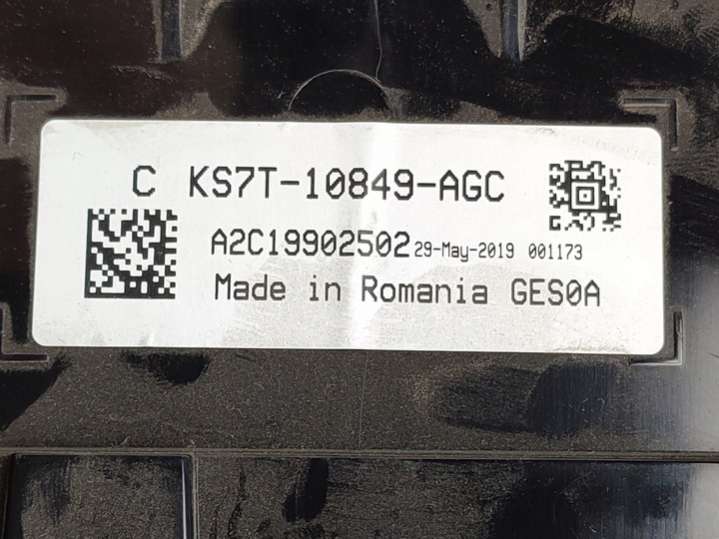 C KS7T-10849-AGC
A2C19902502 29-May-2019 001173
Made in Romania GES0A